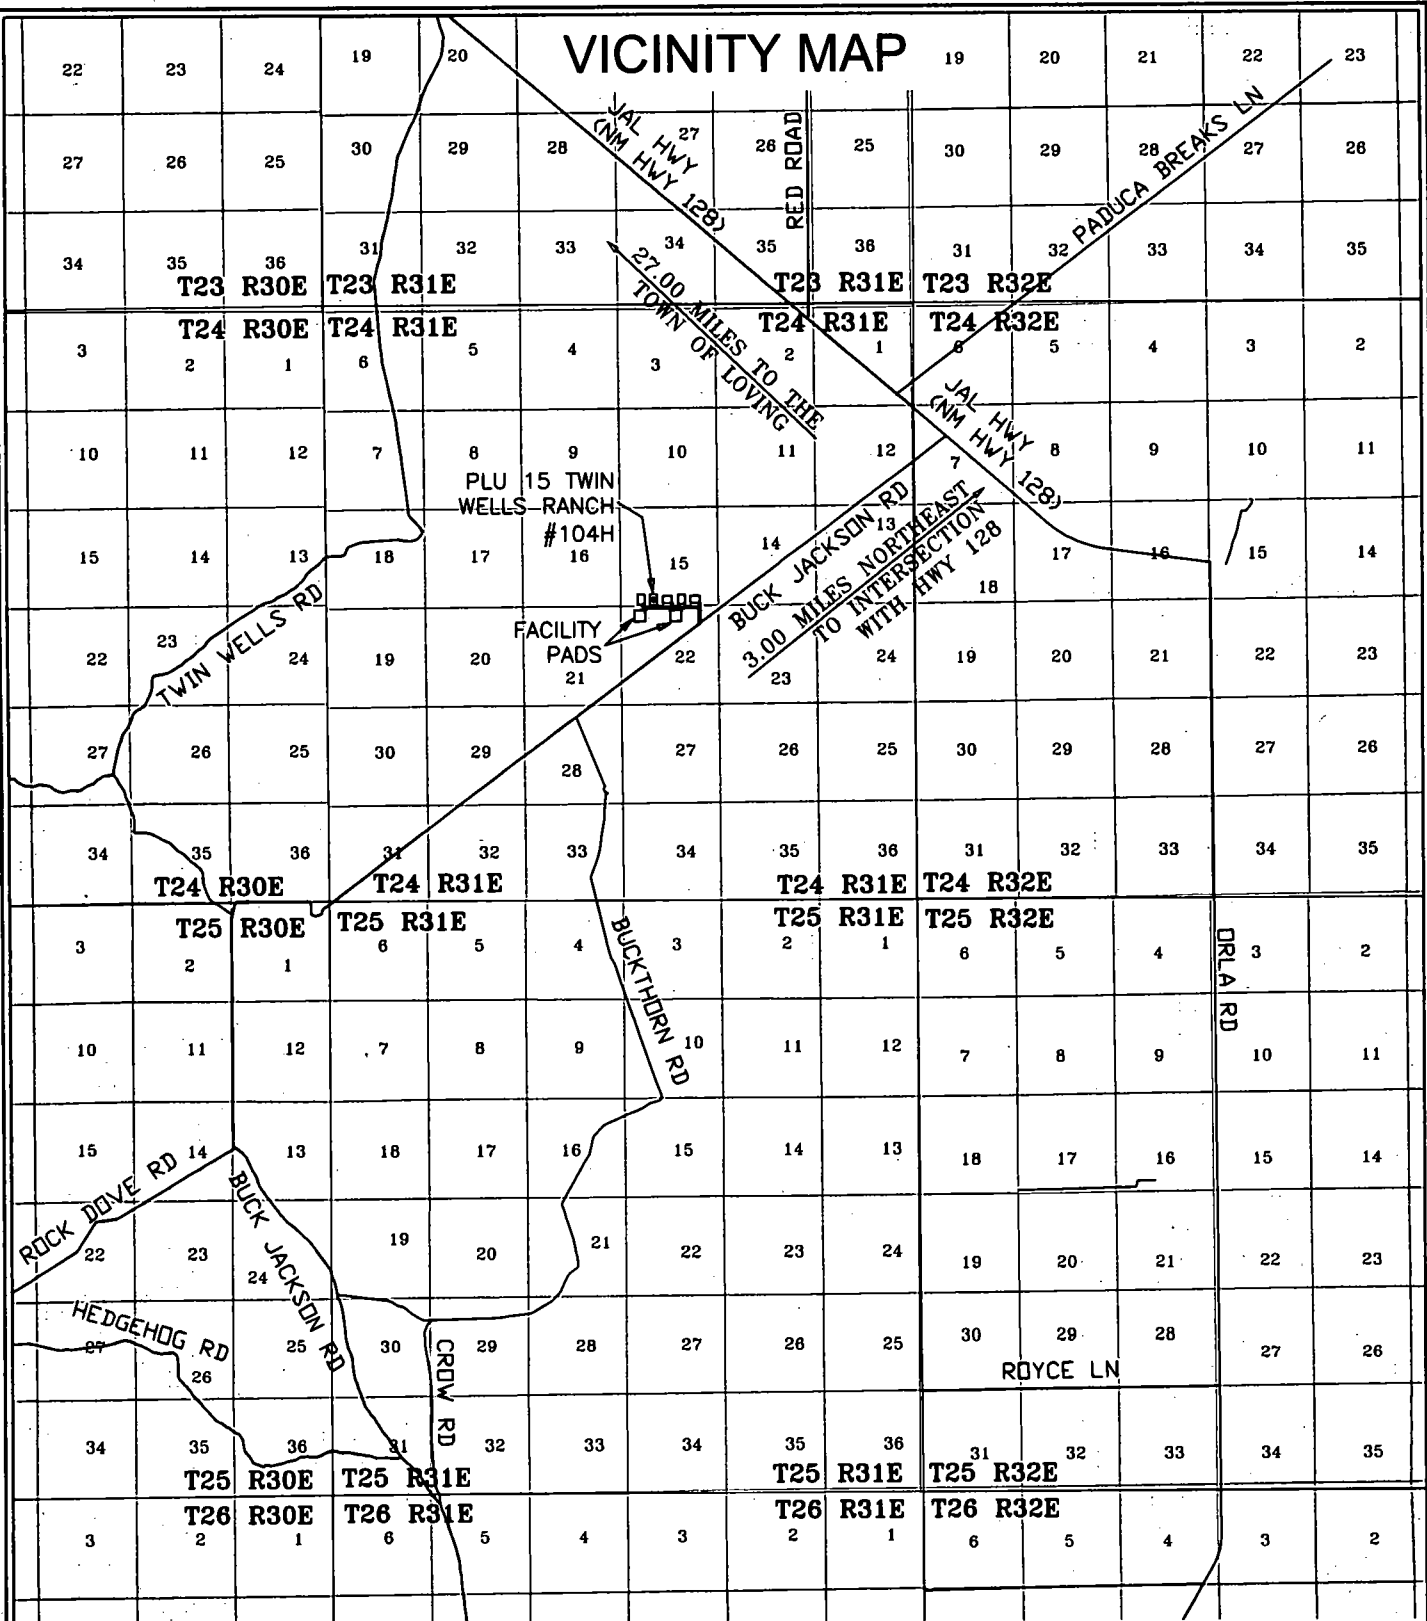 VICINITY MAP
22 23 24 19 20 19 20 21 22 23
JAL HWY
(NM HWY 128)
RED ROAD
PADUCA BREAKS LN
27 26 25 30 29 28 27 26 25 30 29 28 27 26
34 35 36 31 32 33 34 35 36 31 32 33 34 35
T23 R30E T23 R31E T23 R31E T23 R32E
27.00 MILES TO THE
TOWN OF LOVING
T24 R30E T24 R31E T24 R31E T24 R32E
3 2 1 6 5 4 3 2 1 6 5 4 3 2
JAL HWY
(NM HWY 128)
10 11 12 7 8 9 10 11 12 7 8 9 10 11
PLU 15 TWIN
WELLS RANCH
#104H
BUCK JACKSON RD
3.00 MILES NORTHEAST
TO INTERSECTION
WITH HWY 128
15 14 13 18 17 16 15 14 13 18 17 16 15 14
TWIN WELLS RD
FACILITY
PADS
22 23 24 19 20 21 22 23 24 19 20 21 22 23
27 26 25 30 29 28 27 26 25 30 29 28 27 26
34 35 36 31 32 33 34 35 36 31 32 33 34 35
T24 R30E T24 R31E T24 R31E T24 R32E
T25 R30E T25 R31E T25 R31E T25 R32E
3 2 1 6 5 4 3 2 1 6 5 4 3 2
BUCKTHORN RD
ORLA RD
10 11 12 7 8 9 10 11 12 7 8 9 10 11
15 14 13 18 17 16 15 14 13 18 17 16 15 14
ROCK DOVE RD
BUCK JACKSON RD
22 23 24 19 20 21 22 23 24 19 20 21 22 23
HEDGEHOG RD
27 26 25 30 29 28 27 26 25 30 29 28 27 26
CROW RD
ROYCE LN
34 35 36 31 32 33 34 35 36 31 32 33 34 35
T25 R30E T25 R31E T25 R31E T25 R32E
T26 R30E T26 R31E T26 R31E T26 R32E
3 2 1 6 5 4 3 2 1 6 5 4 3 2